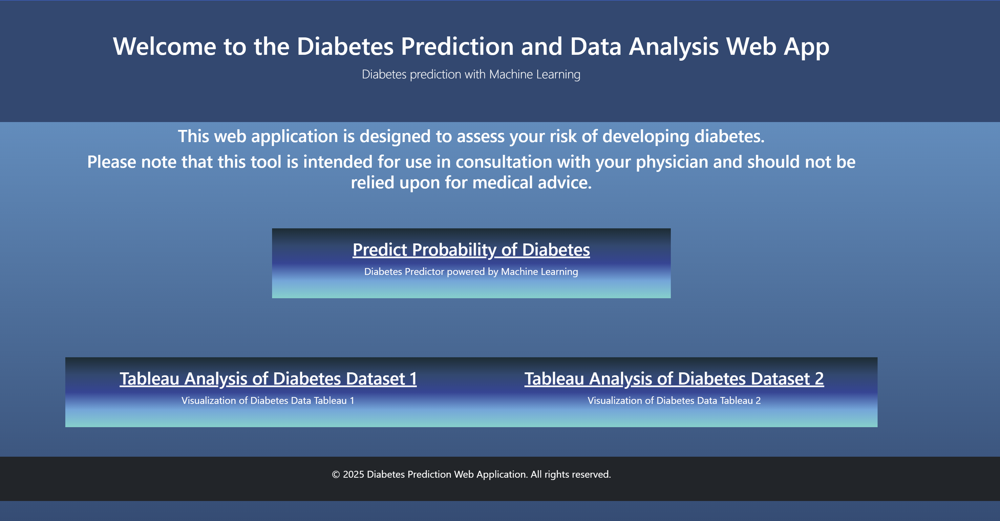 Welcome to the Diabetes Prediction and Data Analysis Web App
Diabetes prediction with Machine Learning
This web application is designed to assess your risk of developing diabetes.
Please note that this tool is intended for use in consultation with your physician and should not be
relied upon for medical advice.
Predict Probability of Diabetes
Diabetes Predictor powered by Machine Learning
Tableau Analysis of Diabetes Dataset 1
Visualization of Diabetes Data Tableau 1
Tableau Analysis of Diabetes Dataset 2
Visualization of Diabetes Data Tableau 2
© 2025 Diabetes Prediction Web Application. All rights reserved.